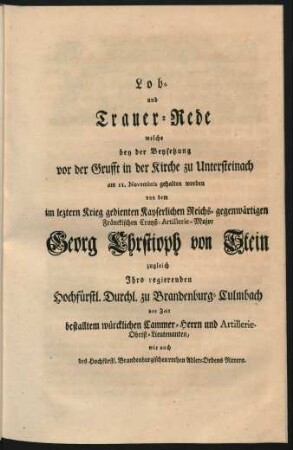 Lob-
und
Trauer-Rede
welche
bey der Beysetzung
vor der Grufft in der Kirche zu Untersteinach
am 11. Novembris gehalten worden
von dem
im leztern Krieg gedienten Kayserlichen Reichs- gegenwärtigen
Fränckischen Crayß-Artillerie-Major
Georg Christioph von Stein
zugleich
Ihro regierenden
Hochfürstl. Durchl. zu Brandenburg-Culmbach
der Zeit
bestalltem würcklichen Cammer-Herrn und Artillerie-
Obrist-Lieutenanten,
wie auch
des Hochfürstl. Brandenburgischen rothen Adler-Ordens Rittern.